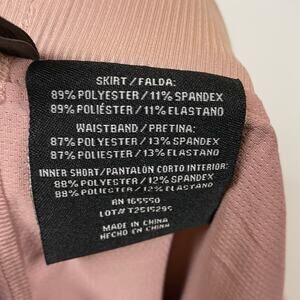 SKIRT/FALDA:
89% POLYESTER/11% SPANDEX
89% POLIÉSTER/11% ELASTANO
WAISTBAND/PRETINA:
87% POLYESTER/13% SPANDEX
87% POLIÉSTER/13% ELASTANO
INNER SHORT/PANTALÓN CORTO INTERIOR:
88% POLYESTER/12% SPANDEX
88% POLIÉSTER/12% ELASTANO
RN 165550
LOT# T2515295
MADE IN CHINA
HECHO EN CHINA